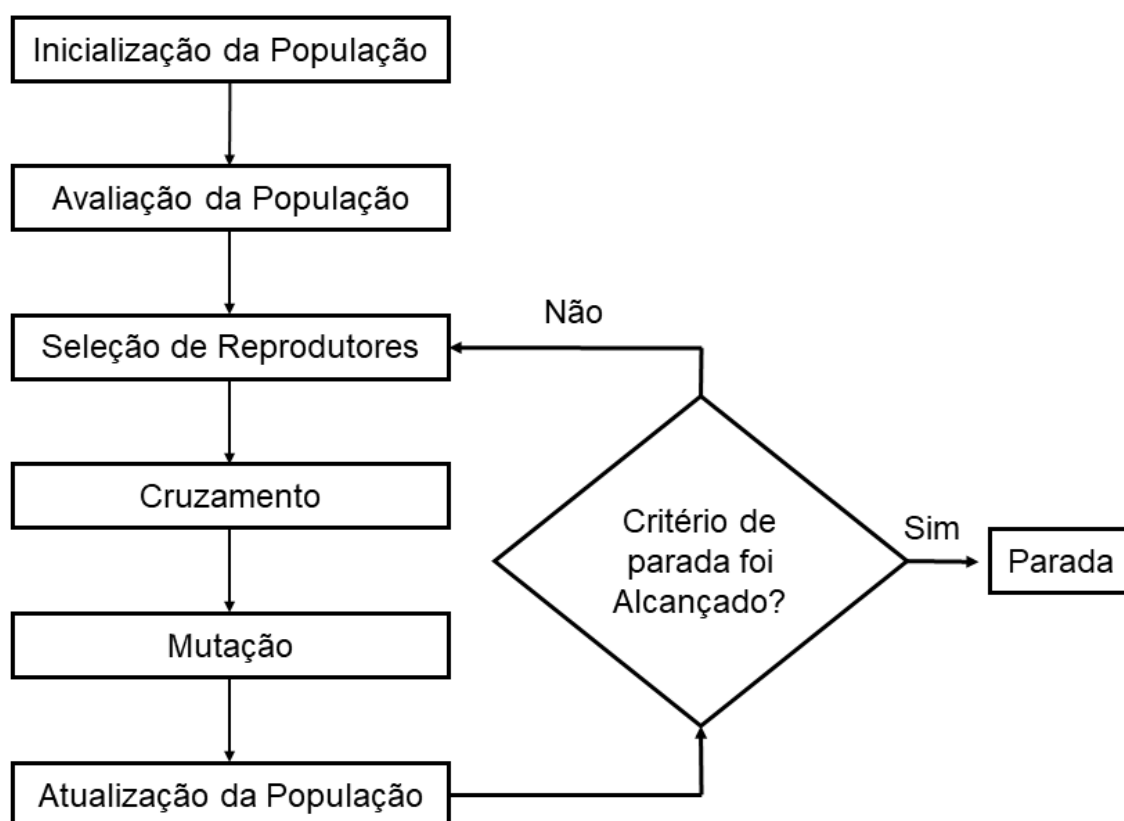 Inicialização da População
Avaliação da População
Seleção de Reprodutores
Cruzamento
Mutação
Atualização da População
Não
Critério de
parada foi
Alcançado?
Sim
Parada